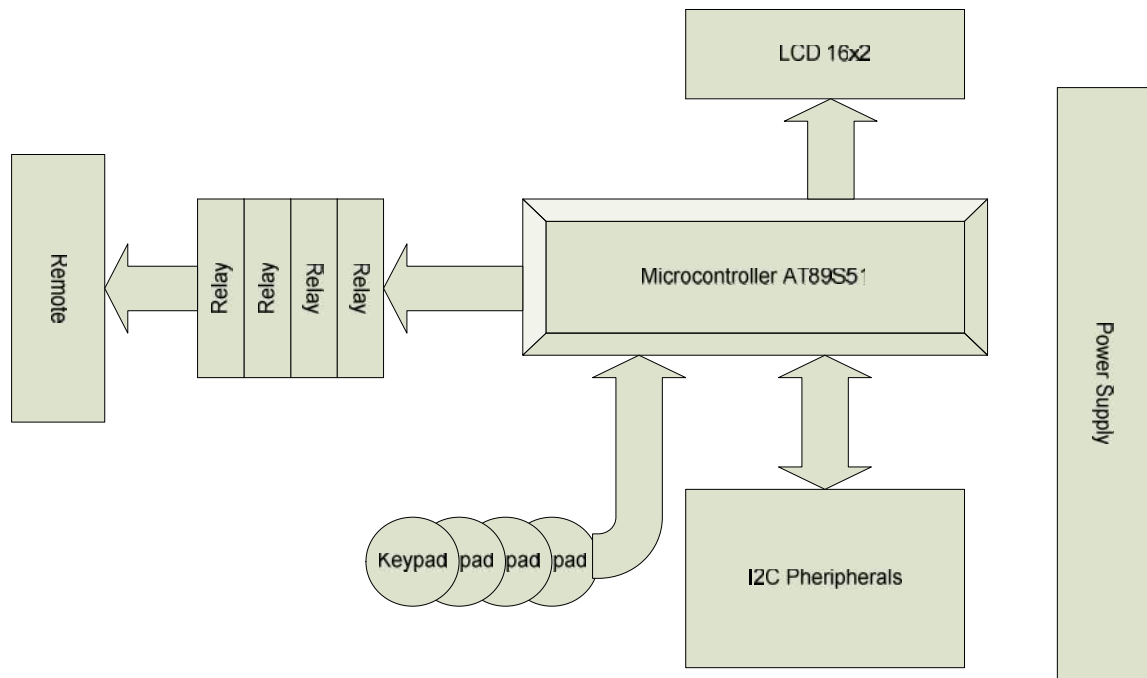 LCD 16x2
Remote
Relay
Relay
Relay
Relay
Microcontroller AT89S51
Power Supply
Keypad
pad
pad
pad
I2C Pheripherals